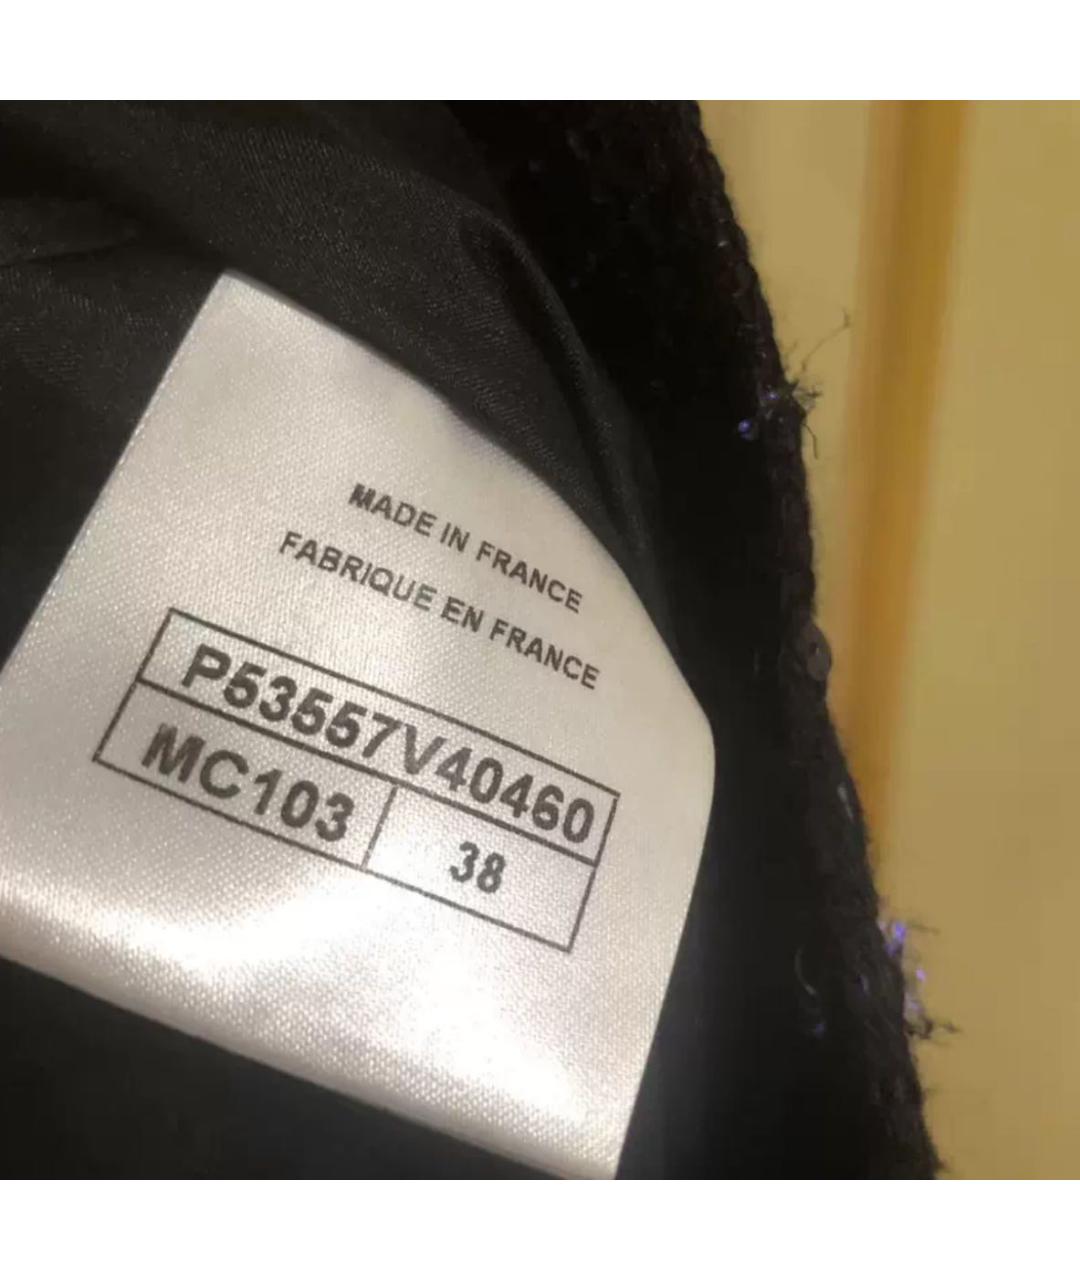 MADE IN FRANCE
FABRIQUE EN FRANCE
P53557V40460
MC103 38